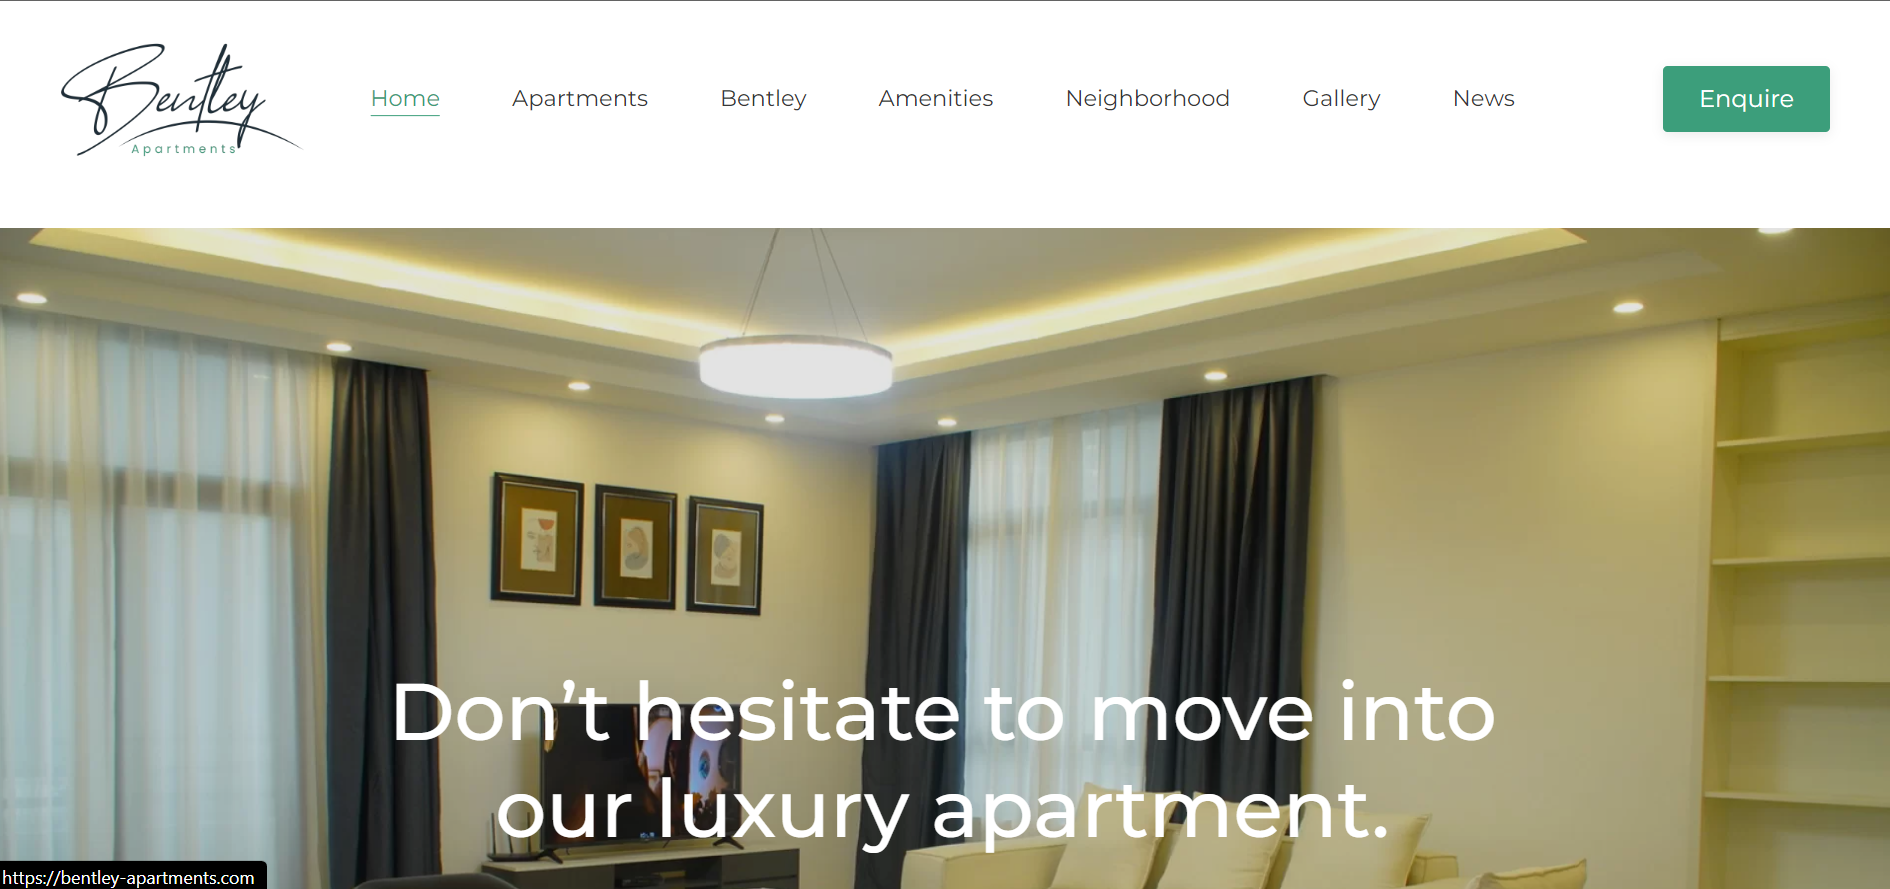 Bentley
Apartments
Home Apartments Bentley Amenities Neighborhood Gallery News Enquire
Don’t hesitate to move into
our luxury apartment.
https://bentley-apartments.com